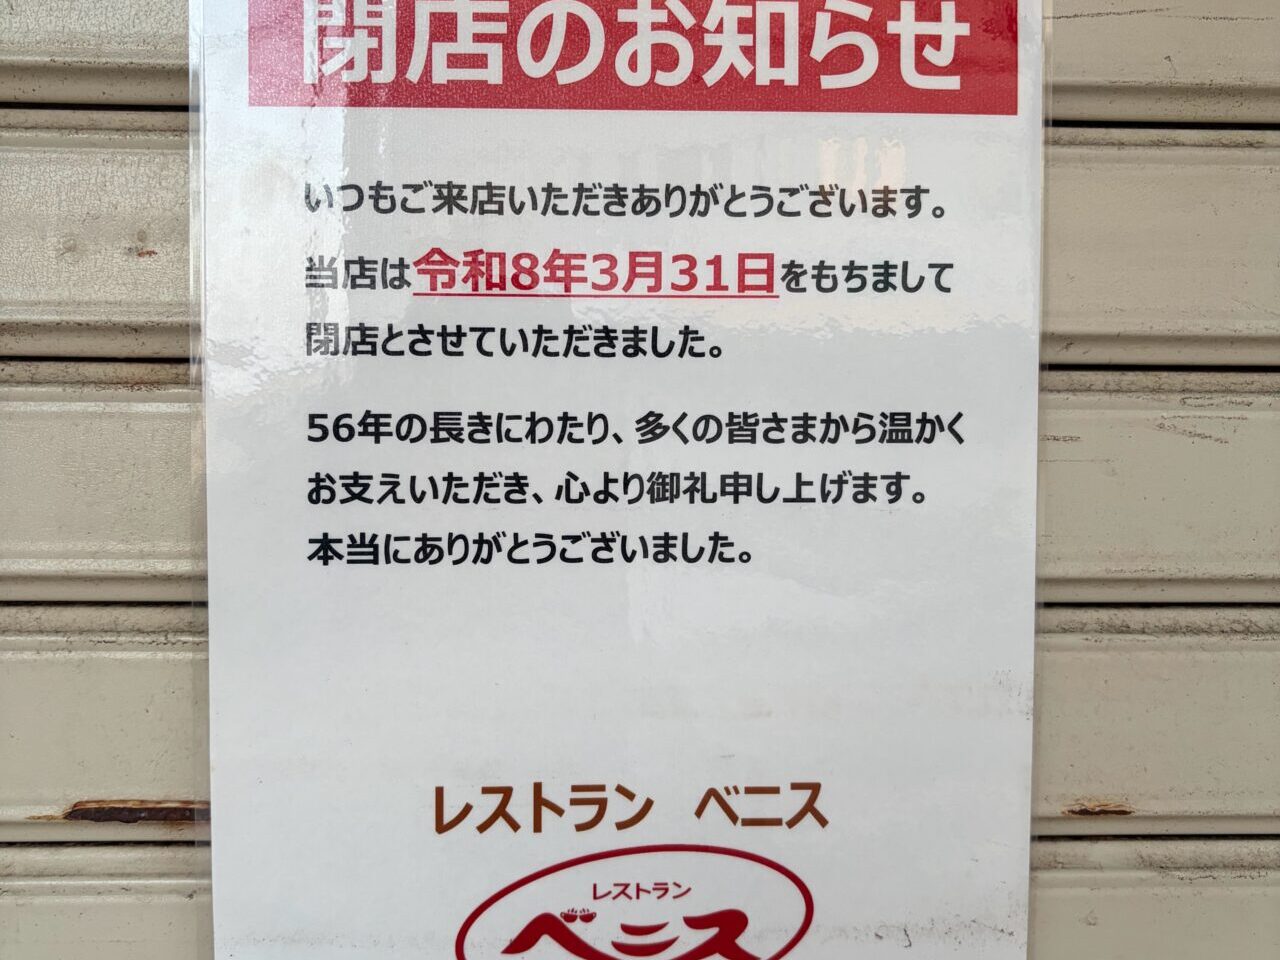 閉店のお知らせ
いつもご来店いただきありがとうございます。
当店は令和8年3月31日をもちまして
閉店とさせていただきました。
56年の長きにわたり、多くの皆さまから温かく
お支えいただき、心より御礼申し上げます。
本当にありがとうございました。
レストラン ベニス
レストラン
ベニス